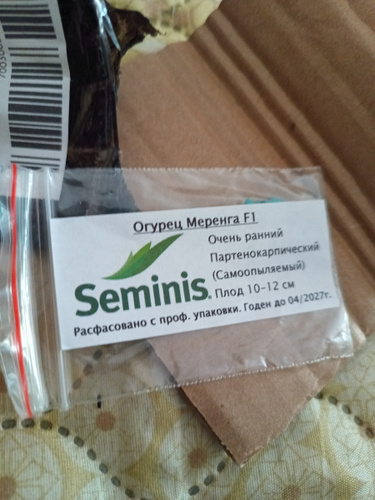 Огурец Меренга F1
Очень ранний
Партенокарпический
(Самоопыляемый)
Плод 10-12 см
Seminis
Расфасовано с проф. упаковки. Годен до 04/2027г.